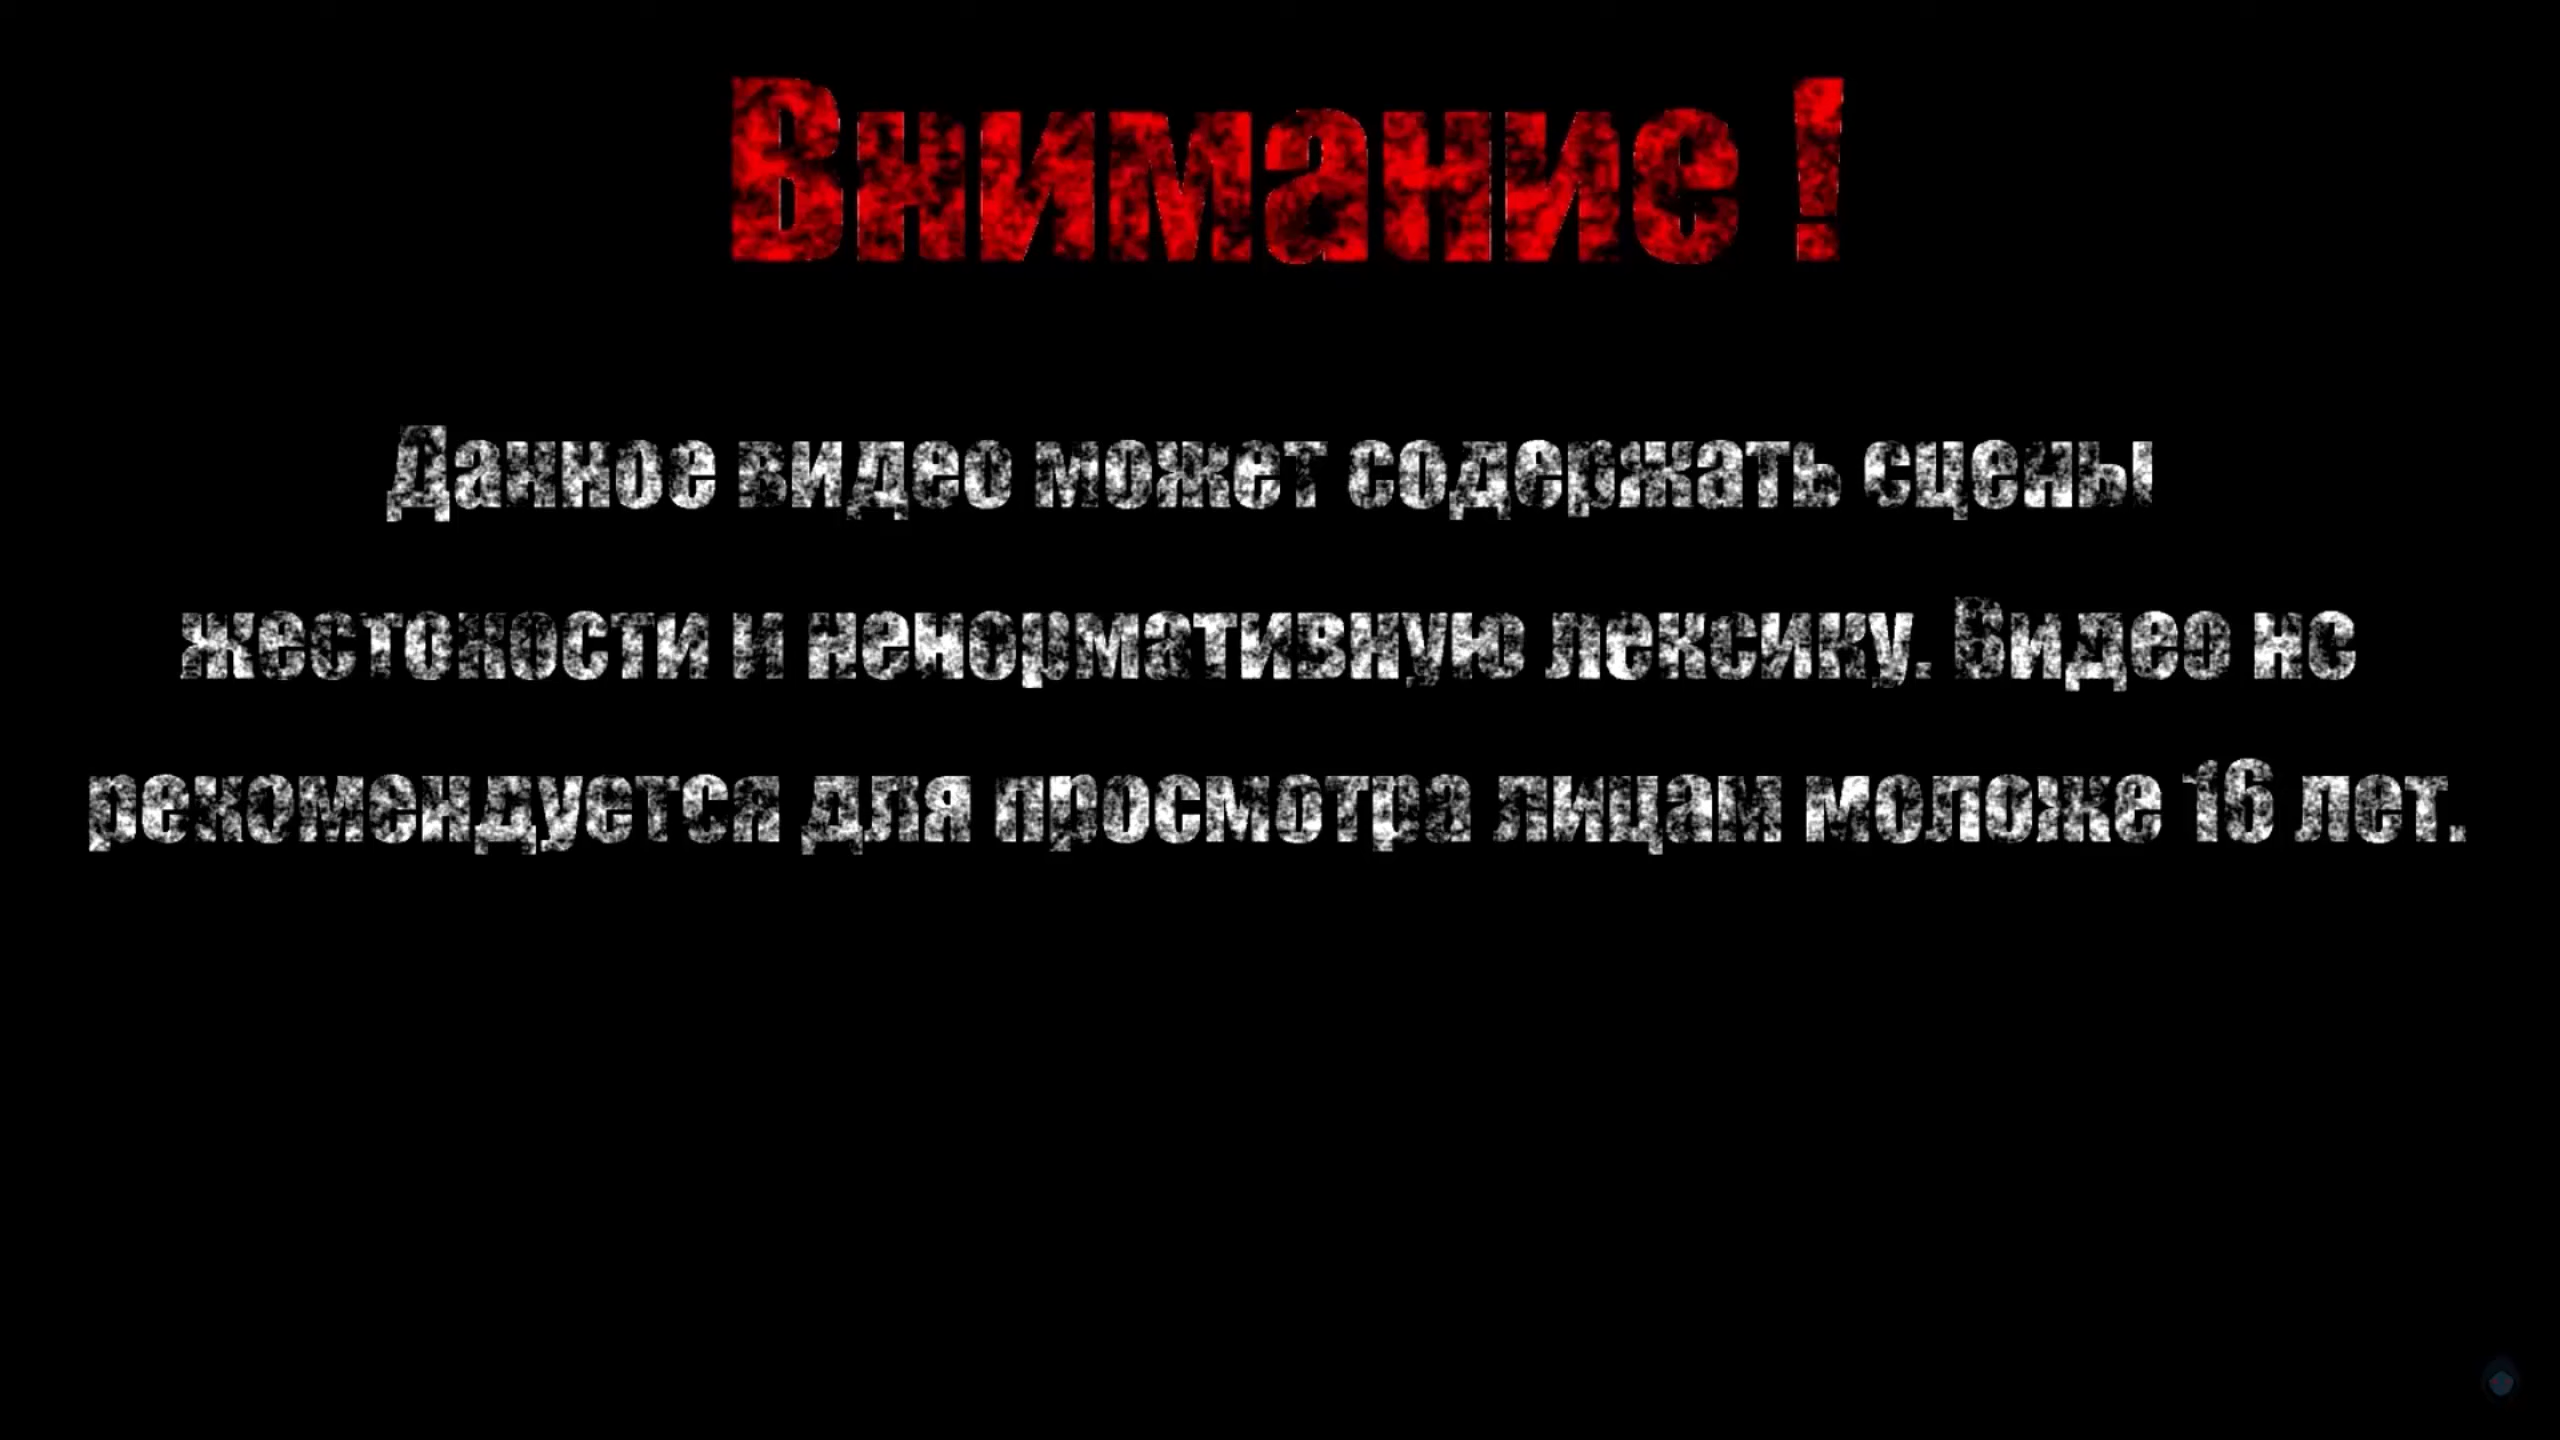 Внимание !
Данное видео может содержать сцены
жестокости и ненормативную лексику. Видео не
рекомендуется для просмотра лицам моложе 16 лет.